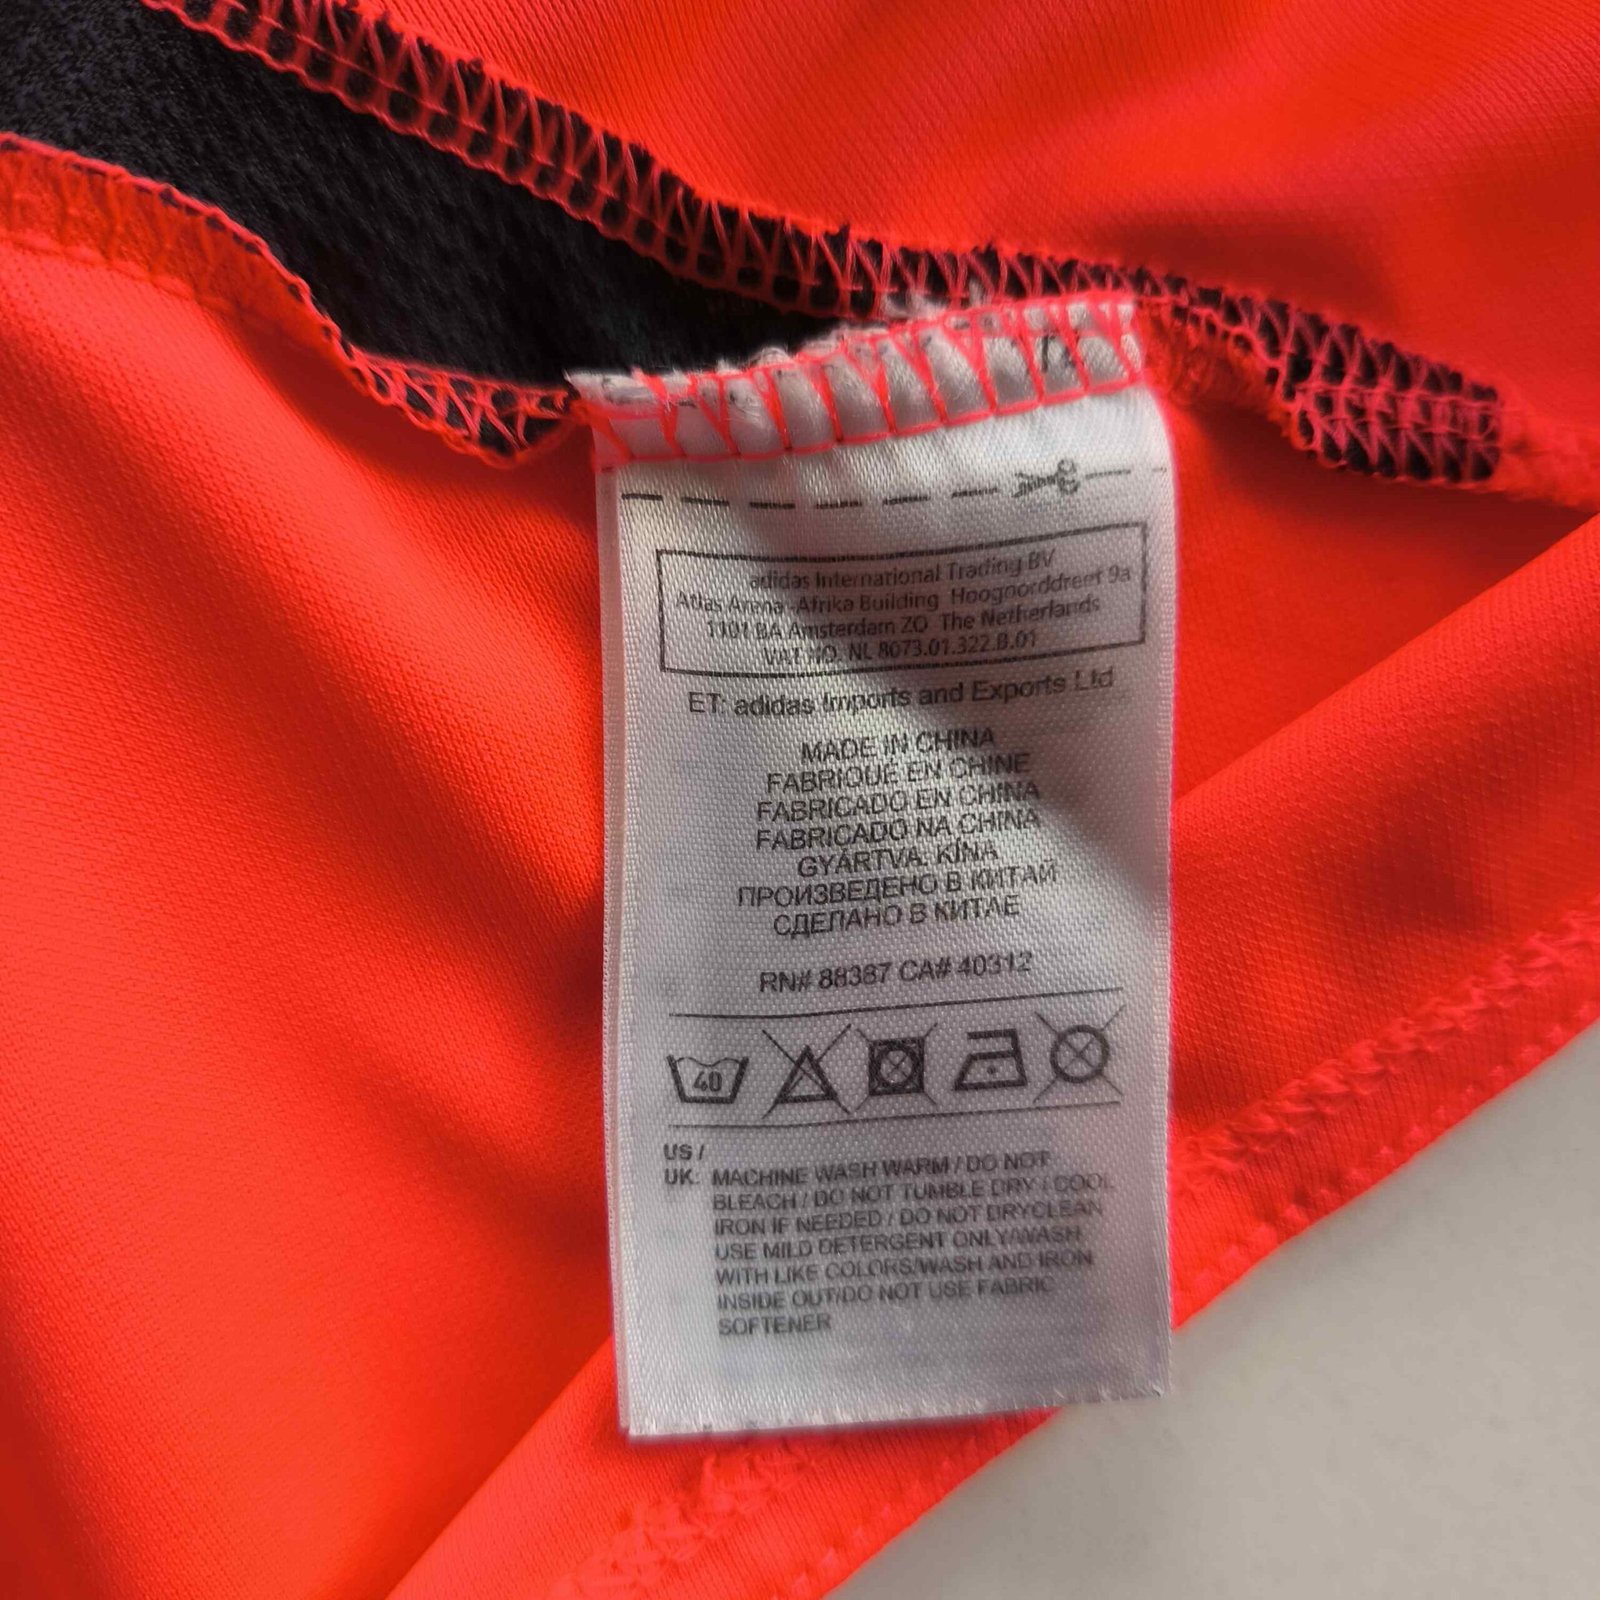 adidas International Trading BV
Atlas Arena-Afrika Building Hoogoorddreef 9a
1101 BA Amsterdam ZO The Netherlands
VAT NO. NL 8073.01.322.B.01
ET: adidas Imports and Exports Ltd
MADE IN CHINA
FABRIQUÉ EN CHINE
FABRICADO EN CHINA
FABRICADO NA CHINA
GYÁRTVA: KÍNA
ПРОИЗВЕДЕНО В КИТАЙ
СДЕЛАНО В КИТАЕ
RN# 88387 CA# 40312
40
US /
UK: MACHINE WASH WARM / DO NOT
BLEACH / DO NOT TUMBLE DRY / COOL
IRON IF NEEDED / DO NOT DRYCLEAN
USE MILD DETERGENT ONLY/WASH
WITH LIKE COLORS/WASH AND IRON
INSIDE OUT/DO NOT USE FABRIC
SOFTENER